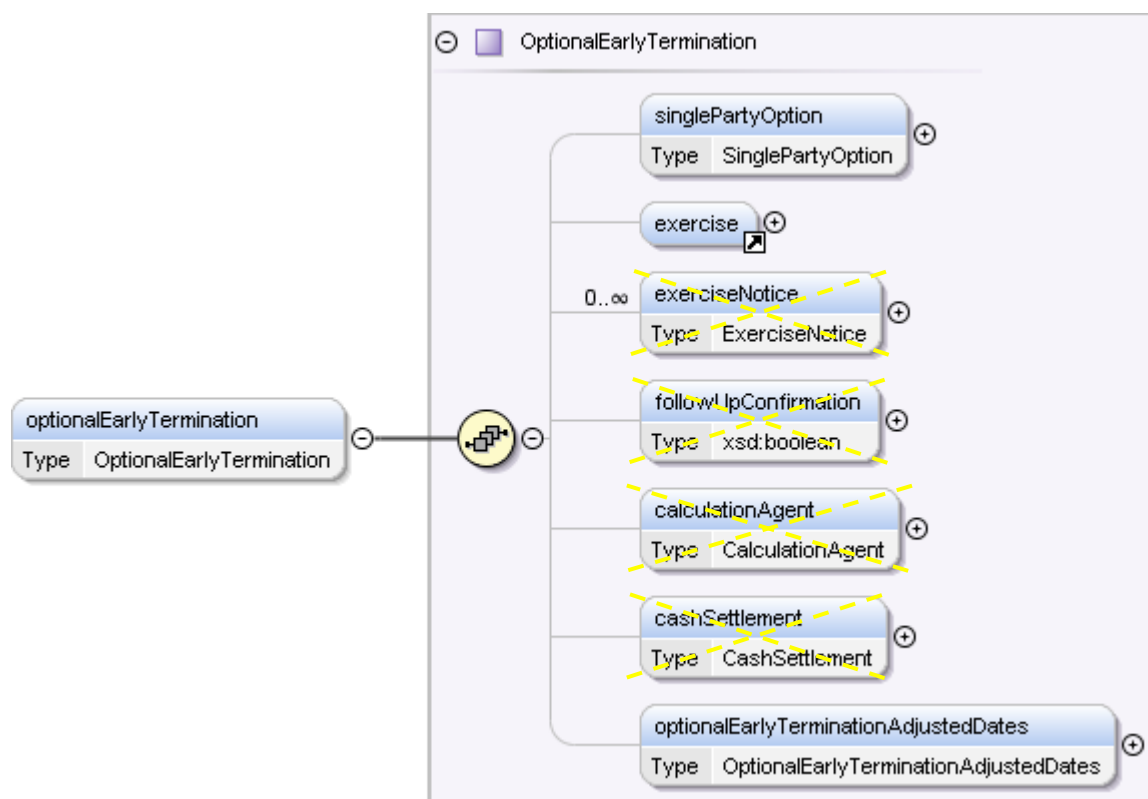 OptionalEarlyTermination
singlePartyOption
Type SinglePartyOption
exercise
0..∞ exerciseNotice
Type ExerciseNotice
followUpConfirmation
Type xsd:boolean
optionalEarlyTermination
Type OptionalEarlyTermination
calculationAgent
Type CalculationAgent
cashSettlement
Type CashSettlement
optionalEarlyTerminationAdjustedDates
Type OptionalEarlyTerminationAdjustedDates